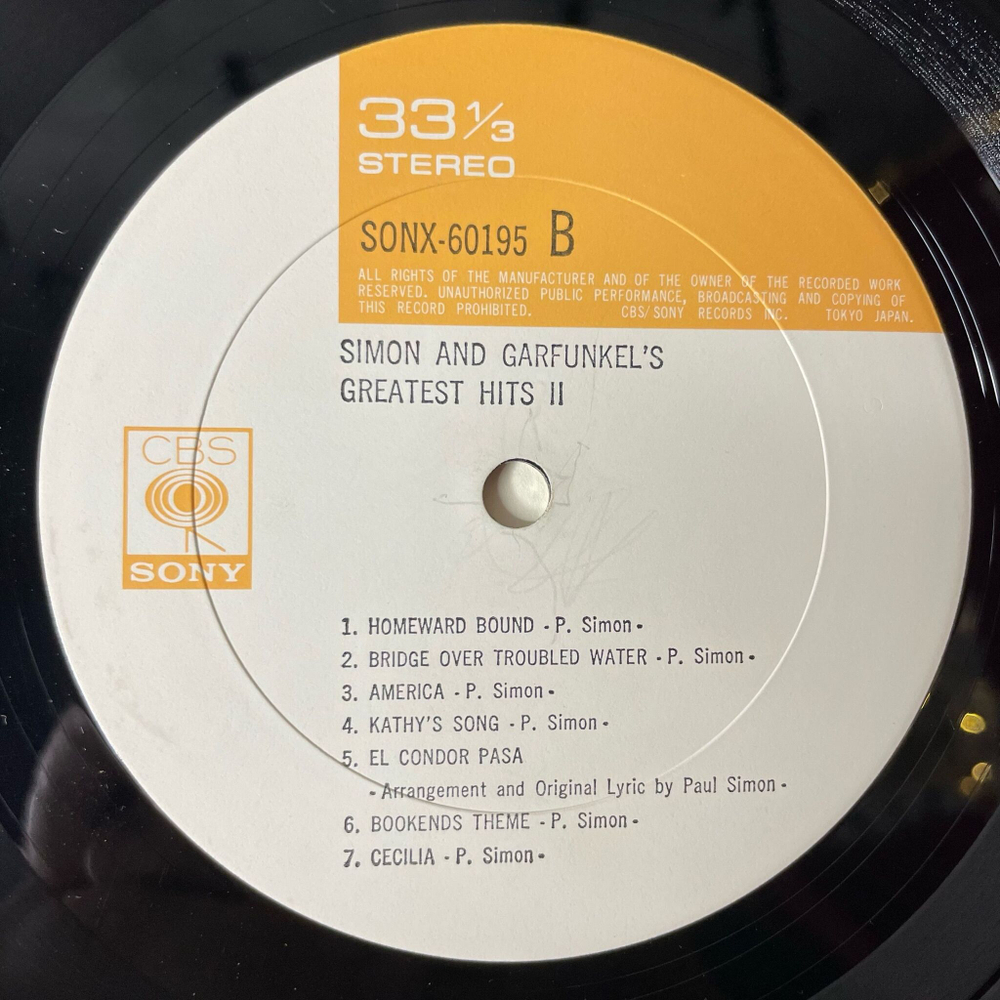 33 1/3
STEREO
SONX-60195 B
ALL RIGHTS OF THE MANUFACTURER AND OF THE OWNER OF THE RECORDED WORK
RESERVED. UNAUTHORIZED PUBLIC PERFORMANCE, BROADCASTING AND COPYING OF
THIS RECORD PROHIBITED. CBS/SONY RECORDS INC. TOKYO JAPAN.
SIMON AND GARFUNKEL'S
GREATEST HITS II
CBS
SONY
1. HOMEWARD BOUND - P. Simon -
2. BRIDGE OVER TROUBLED WATER - P. Simon -
3. AMERICA - P. Simon -
4. KATHY'S SONG - P. Simon -
5. EL CONDOR PASA
- Arrangement and Original Lyric by Paul Simon -
6. BOOKENDS THEME - P. Simon -
7. CECILIA - P. Simon -